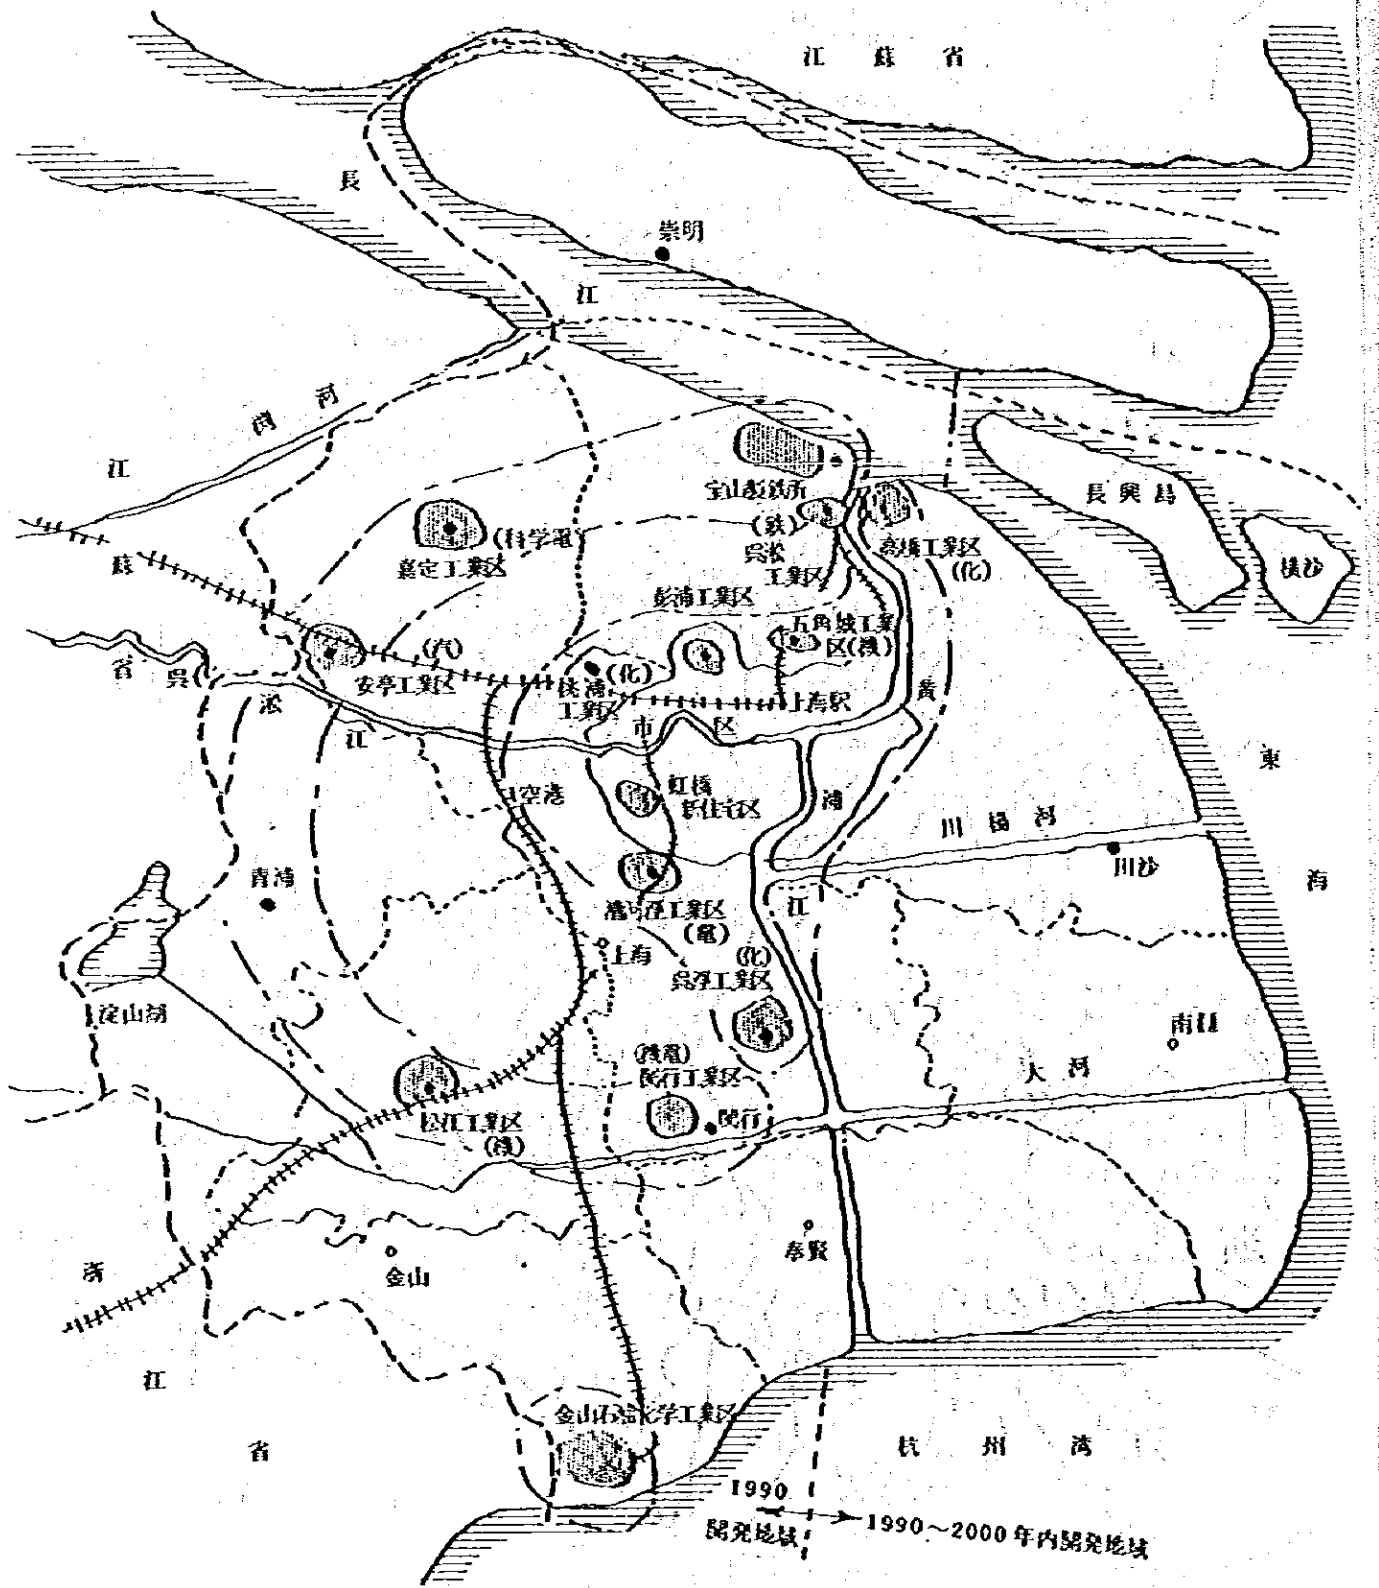 江蘇省
長
崇明
江
河
江
宝山製鉄所
長興島
(鉄)
呉淞
工業区
高橋工業区
(化)
横沙
蘇
(科学電)
嘉定工業区
彭浦工業区
五角城工業
区(機)
省
呉
(汽)
安亭工業区
(化)
桃浦
工業区
上海駅
黄
淞
江
市区
東
空港
虹橋
新住宅区
浦
川楊河
川沙
海
青浦
工業区
(電)
江
上海
(化)
呉淞工業区
淀山湖
南匯
(機電)
閔行工業区
大河
閔行
松江工業区
(機)
奉賢
金山
浙
江
省
金山石油化学工業区
杭州湾
1990
開発地域
1990～2000年内開発地域